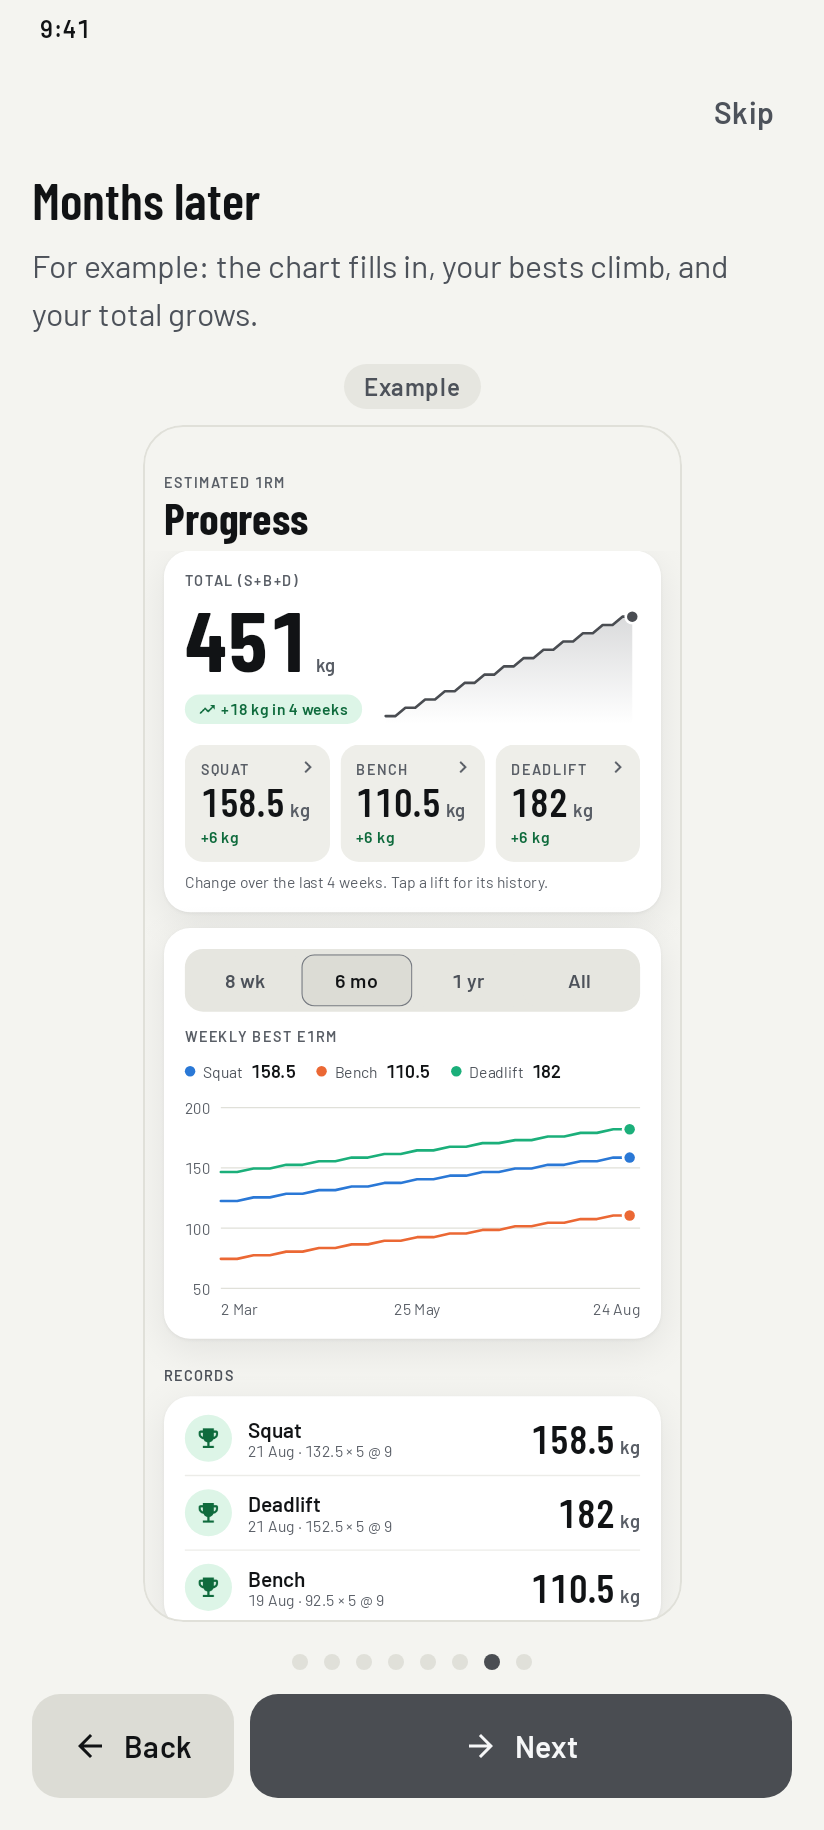 9:41
Skip
Months later
For example: the chart fills in, your bests climb, and
your total grows.
Example
ESTIMATED 1RM
Progress
TOTAL (S+B+D)
451 kg
+18 kg in 4 weeks
SQUAT
158.5 kg
+6 kg
BENCH
110.5 kg
+6 kg
DEADLIFT
182 kg
+6 kg
Change over the last 4 weeks. Tap a lift for its history.
8 wk 6 mo 1 yr All
WEEKLY BEST E1RM
Squat 158.5 Bench 110.5 Deadlift 182
200
150
100
50
2 Mar 25 May 24 Aug
RECORDS
Squat
21 Aug · 132.5 × 5 @ 9
158.5 kg
Deadlift
21 Aug · 152.5 × 5 @ 9
182 kg
Bench
19 Aug · 92.5 × 5 @ 9
110.5 kg
Back
Next